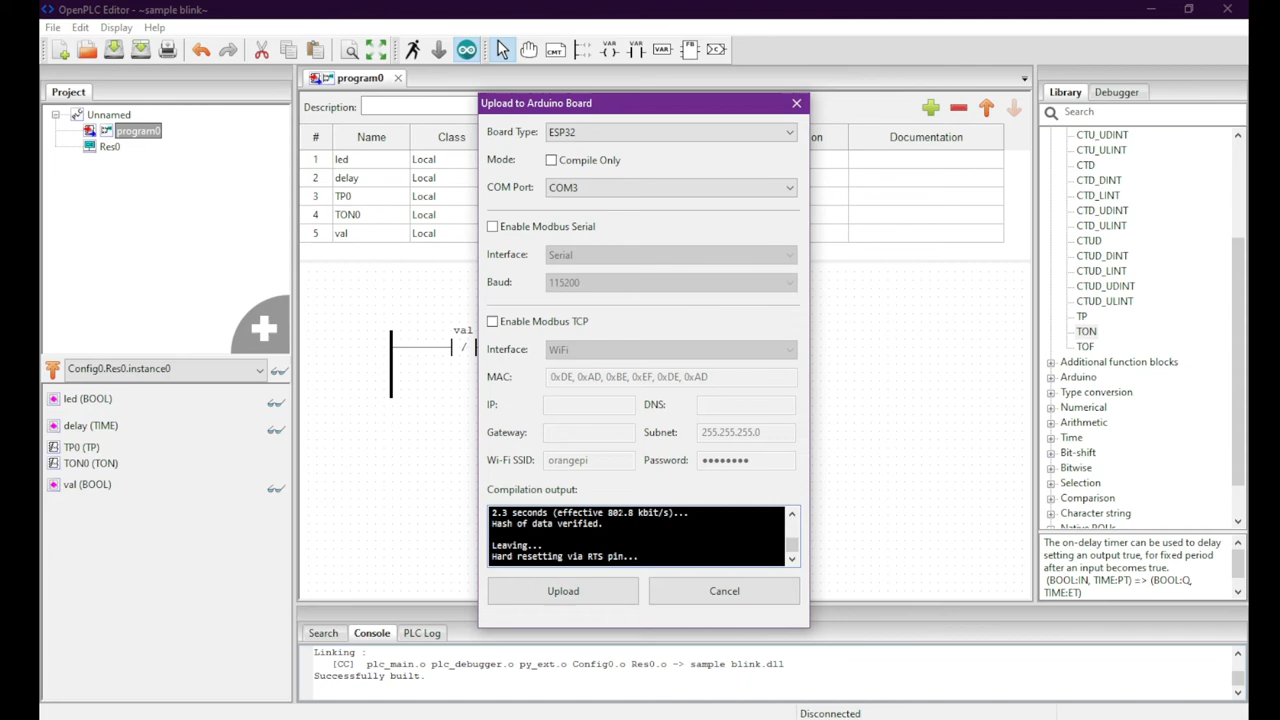 OpenPLC Editor - ~sample blink~
File Edit Display Help
CMT VAR FB
Project
Unnamed
program0
Res0
Config0.Res0.instance0
led (BOOL)
delay (TIME)
TP0 (TP)
TON0 (TON)
val (BOOL)
program0
Description:
# Name Class Documentation
1 led Local
2 delay Local
3 TP0 Local
4 TON0 Local
5 val Local
val
Upload to Arduino Board
Board Type: ESP32
Mode: Compile Only
COM Port: COM3
Enable Modbus Serial
Interface: Serial
Baud: 115200
Enable Modbus TCP
Interface: WiFi
MAC: 0xDE, 0xAD, 0xBE, 0xEF, 0xDE, 0xAD
IP: DNS:
Gateway: Subnet: 255.255.255.0
Wi-Fi SSID: orangepi Password: ●●●●●●●●
Compilation output:
2.3 seconds (effective 802.8 kbit/s)...
Hash of data verified.
Leaving...
Hard resetting via RTS pin...
Upload Cancel
Library Debugger
Search
CTU_UDINT
CTU_ULINT
CTD
CTD_DINT
CTD_LINT
CTD_UDINT
CTD_ULINT
CTUD
CTUD_DINT
CTUD_LINT
CTUD_UDINT
CTUD_ULINT
TP
TON
TOF
Additional function blocks
Arduino
Type conversion
Numerical
Arithmetic
Time
Bit-shift
Bitwise
Selection
Comparison
Character string
Native POUs
The on-delay timer can be used to delay
setting an output true, for fixed period
after an input becomes true.
(BOOL:IN, TIME:PT) => (BOOL:Q,
TIME:ET)
Search Console PLC Log
Linking :
[CC] plc_main.o plc_debugger.o py_ext.o Config0.o Res0.o -> sample blink.dll
Successfully built.
Disconnected